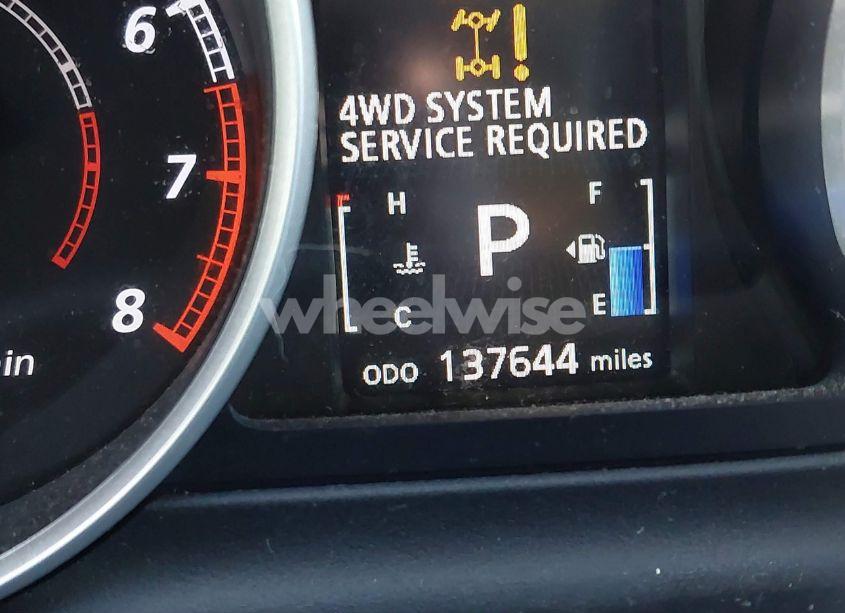 6
7
8
in
4WD SYSTEM
SERVICE REQUIRED
H
P
F
C
E
ODO 137644 miles
wheelwise